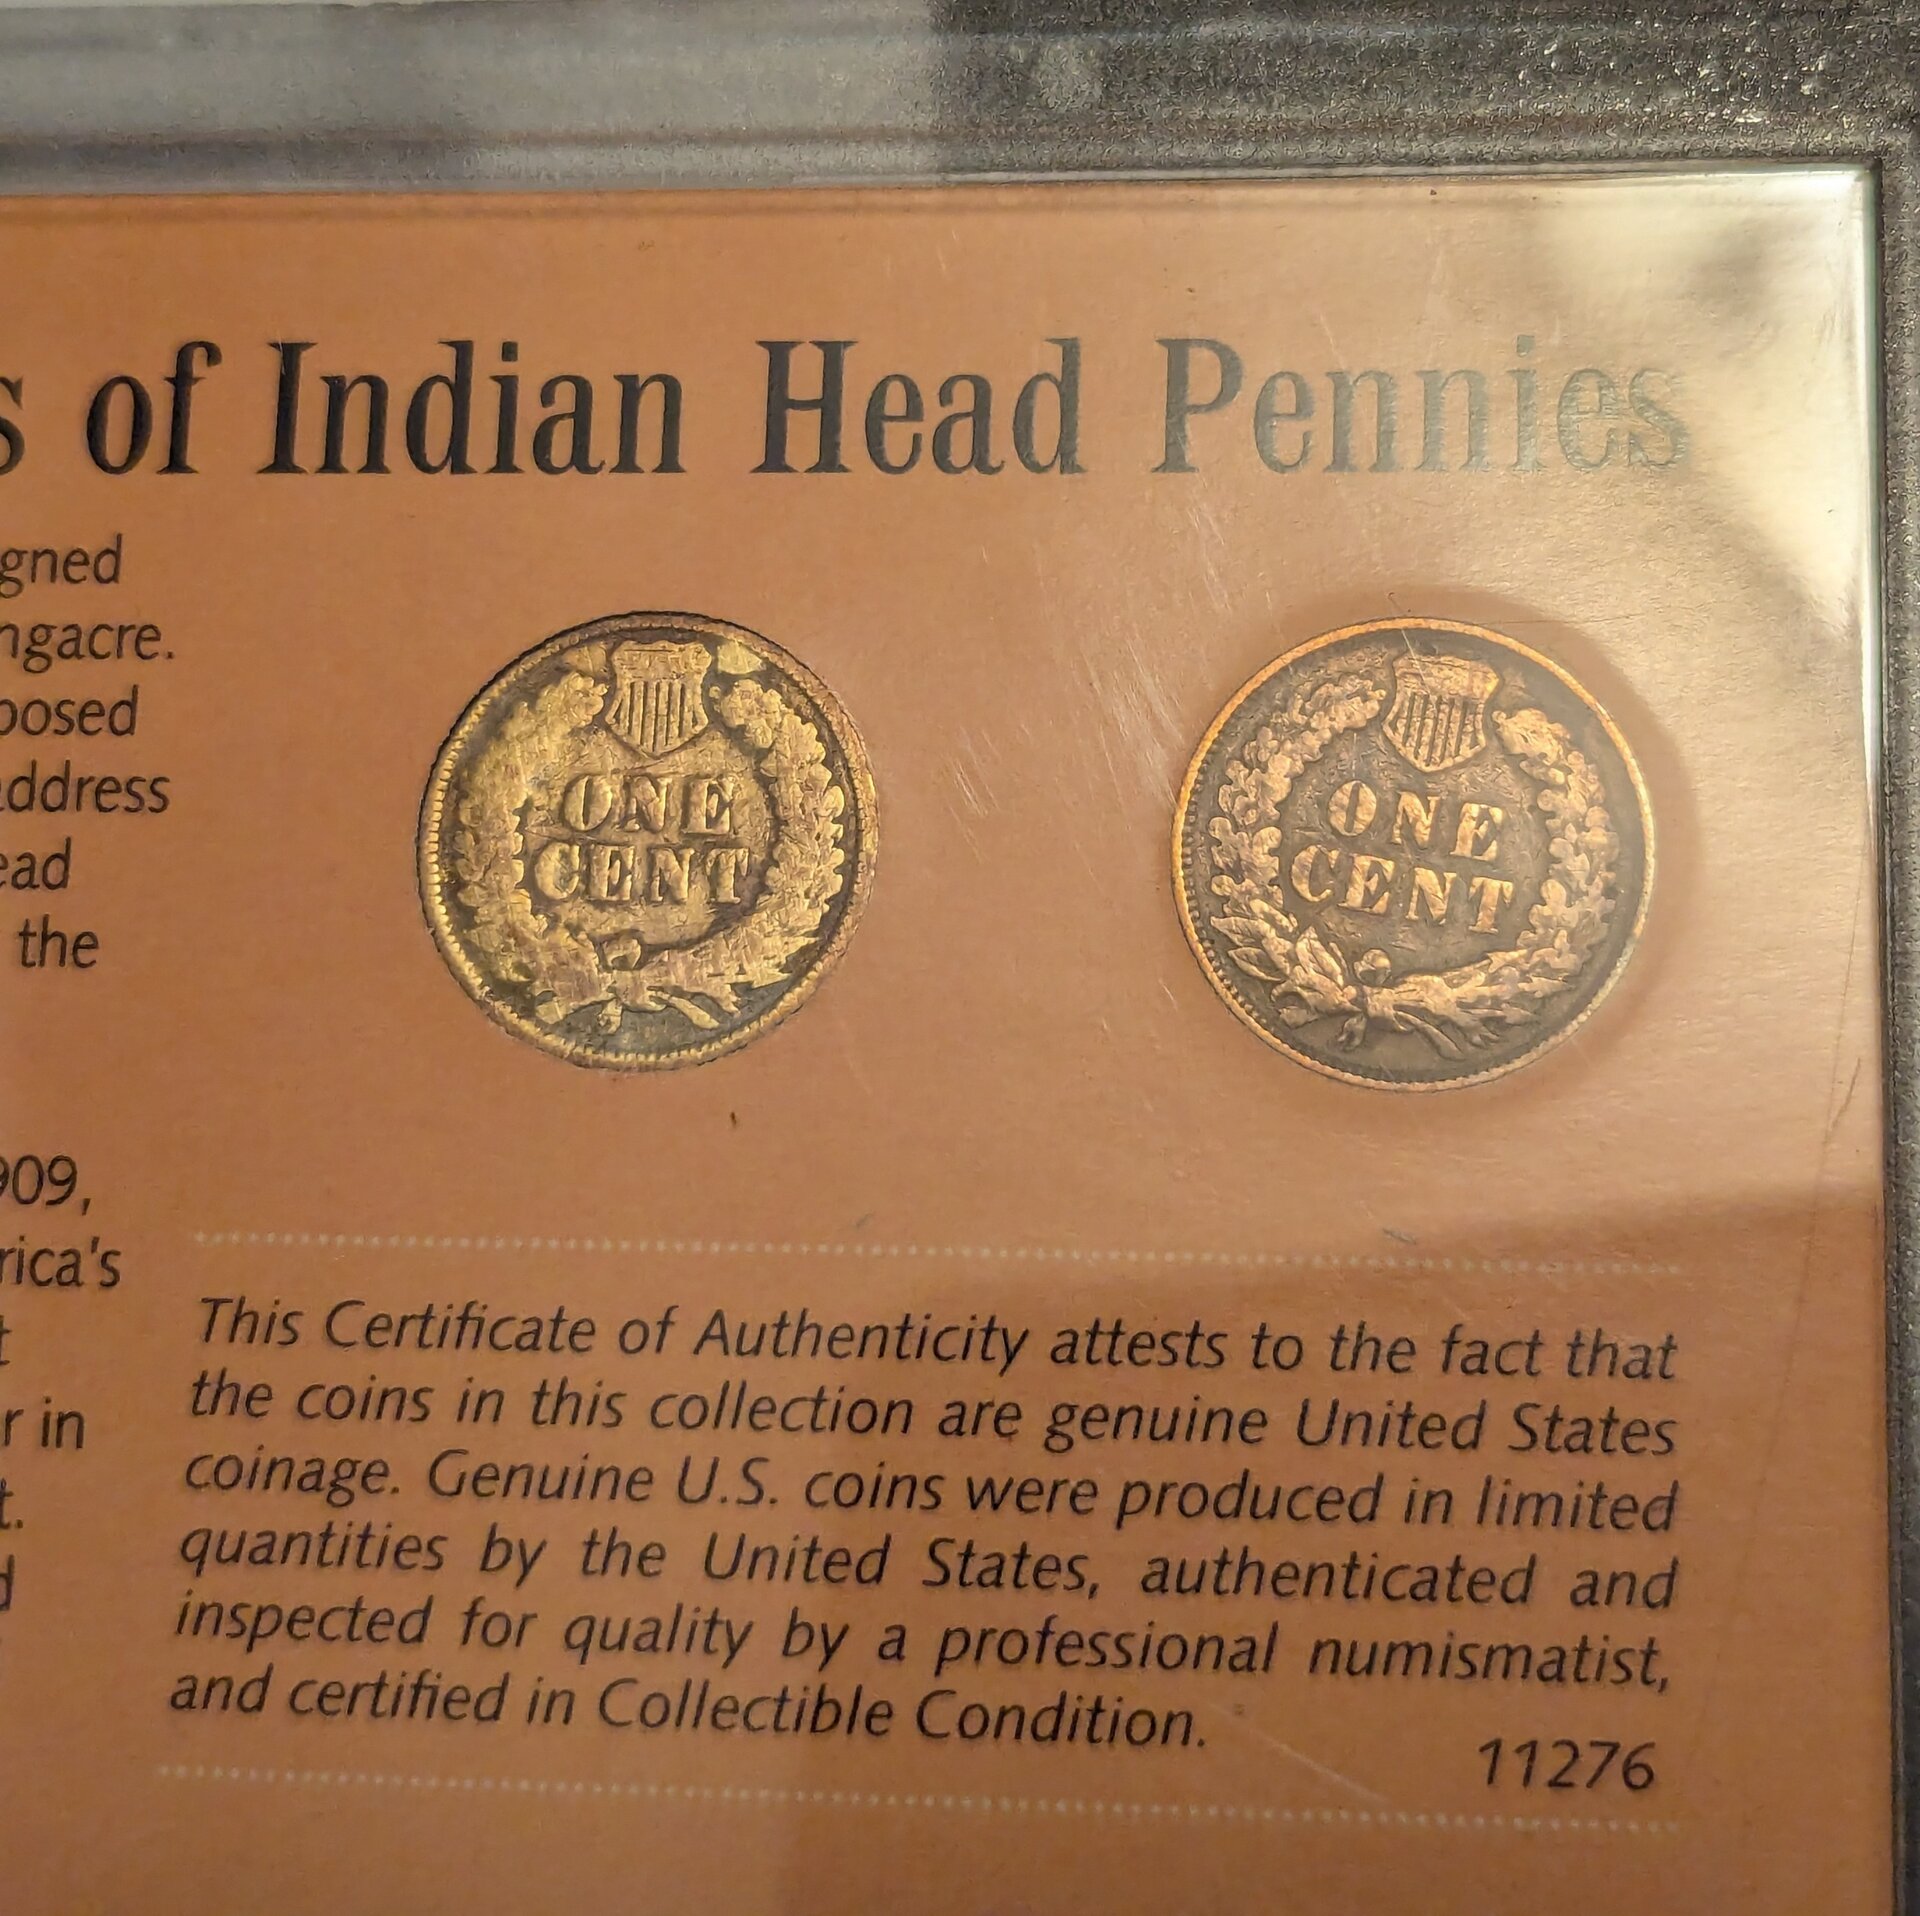 s of Indian Head Pennies
gned
ngacre.
posed
address
ead
the
909,
rica's
t
r in
t.
d
ONE
CENT
ONE
CENT
This Certificate of Authenticity attests to the fact that
the coins in this collection are genuine United States
coinage. Genuine U.S. coins were produced in limited
quantities by the United States, authenticated and
inspected for quality by a professional numismatist,
and certified in Collectible Condition.
11276